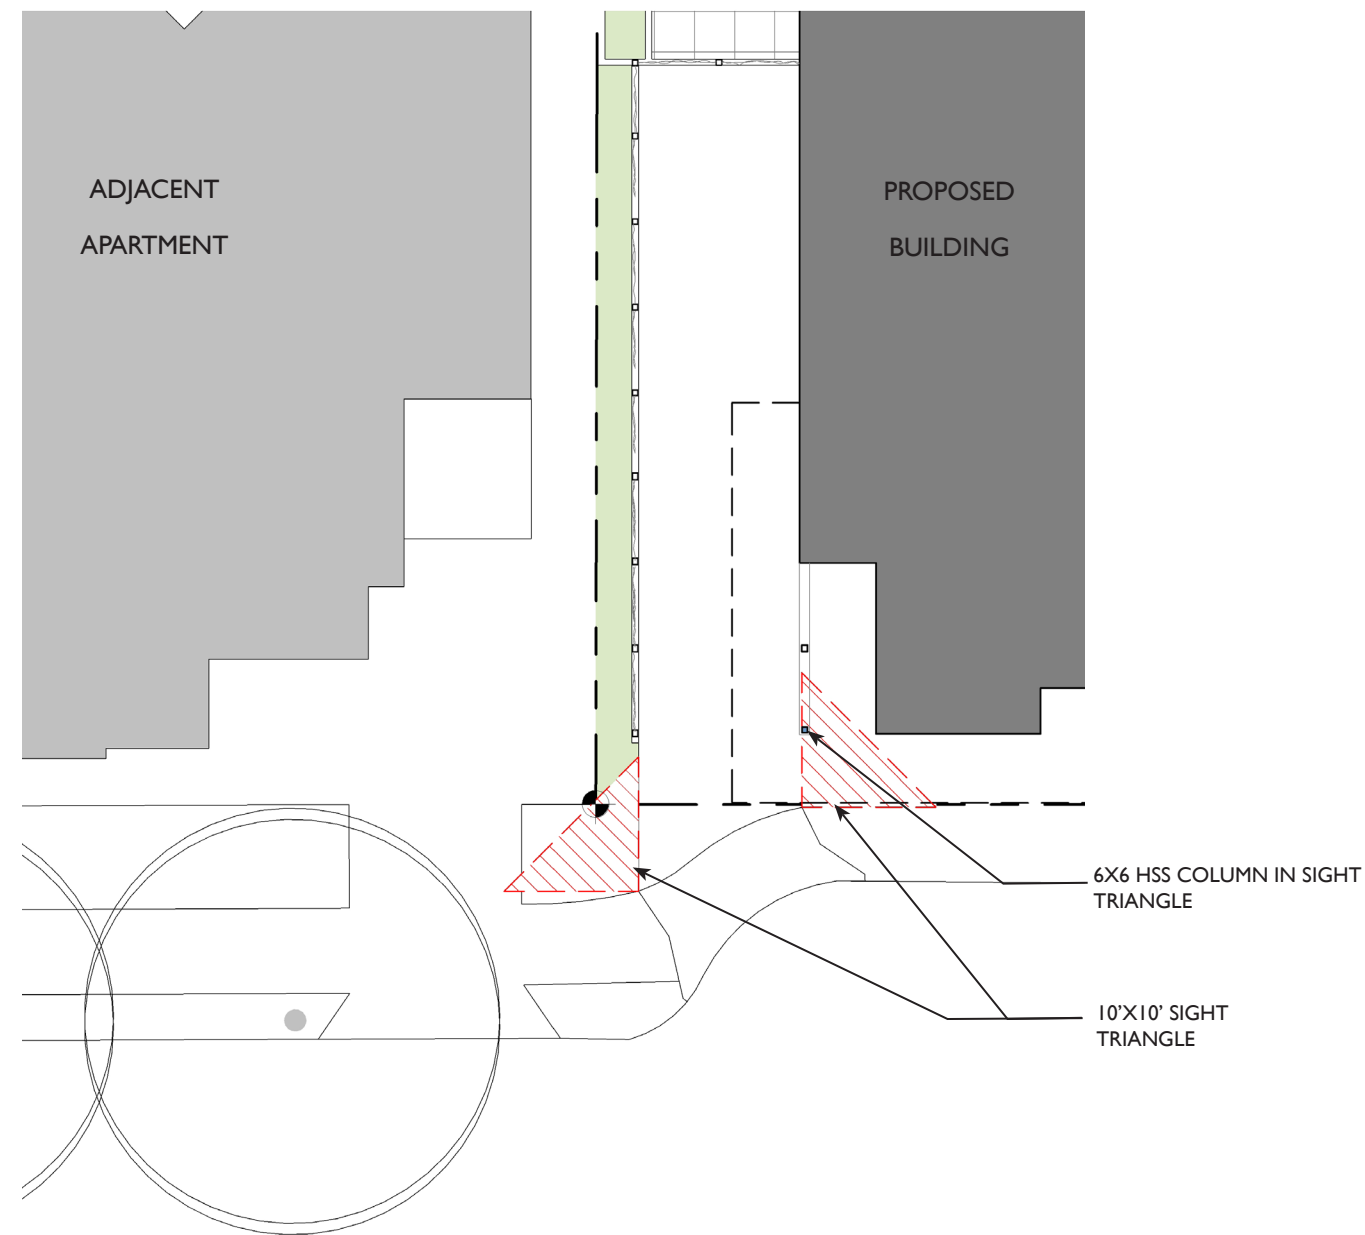 ADJACENT
APARTMENT
PROPOSED
BUILDING
6X6 HSS COLUMN IN SIGHT
TRIANGLE
10’X10’ SIGHT
TRIANGLE